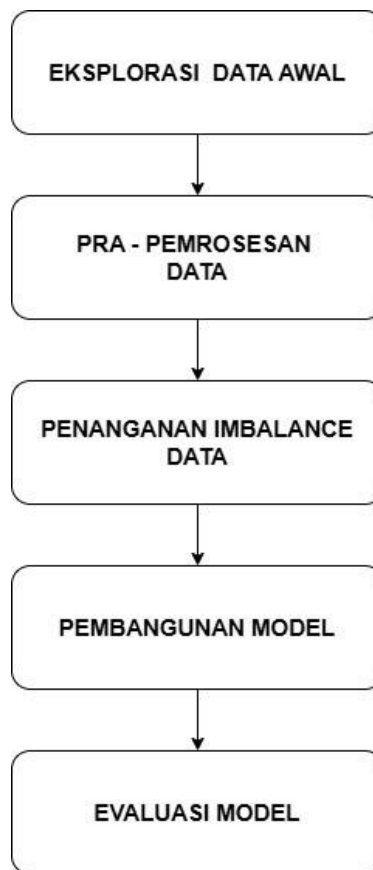 EKSPLORASI DATA AWAL
PRA - PEMROSESAN
DATA
PENANGANAN IMBALANCE
DATA
PEMBANGUNAN MODEL
EVALUASI MODEL